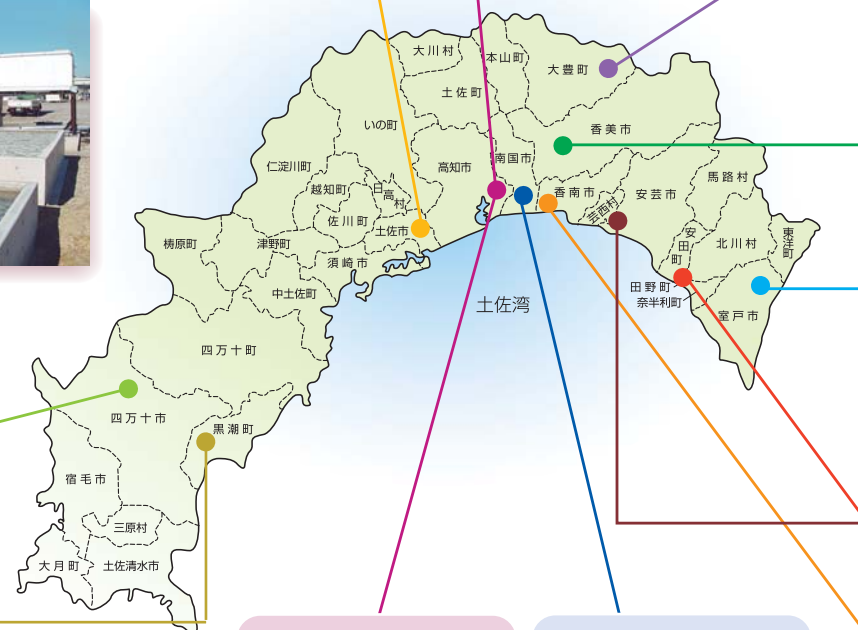 大川村
本山町
大豊町
土佐町
いの町
香美市
仁淀川町
高知市
南国市
越知町
日高村
香南市
芸西村
安芸市
馬路村
佐川町
土佐市
梼原町
津野町
須崎市
安田町
北川村
東洋町
中土佐町
田野町
奈半利町
土佐湾
室戸市
四万十町
四万十市
黒潮町
宿毛市
三原村
大月町
土佐清水市